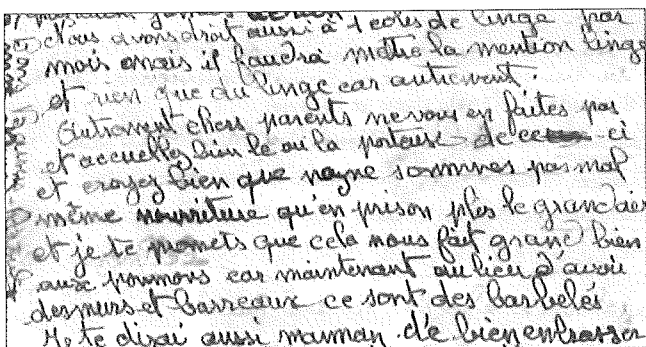 Nous avons droit aussi à 1 colis de linge par
mois mais il faudra mettre la mention linge
et rien que du linge car autrement.
Autrement chers parents ne vous en faites pas
et accueillez bien le ou la porteuse de ci
et croyez bien que nous sommes pas mal
même nourriture qu'en prison plus le grand air
et je te promets que cela nous fait grand bien
aux poumons car maintenant au lieu d'avoir
des murs et barreaux ce sont des barbelés
Je te dirai aussi maman de bien embrasser